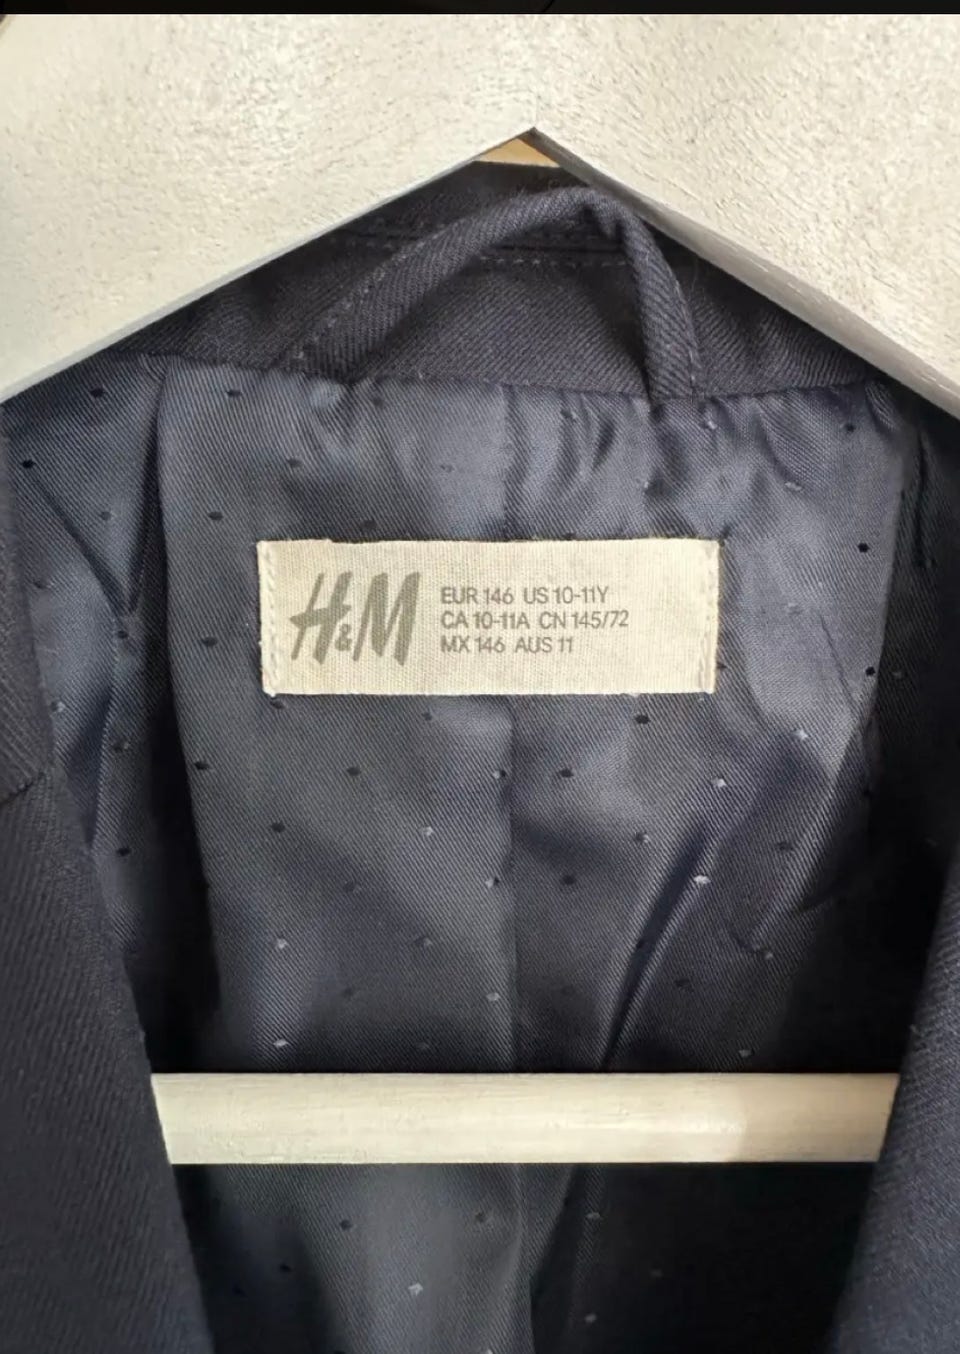 H&M
EUR 146 US 10-11Y
CA 10-11A CN 145/72
MX 146 AUS 11